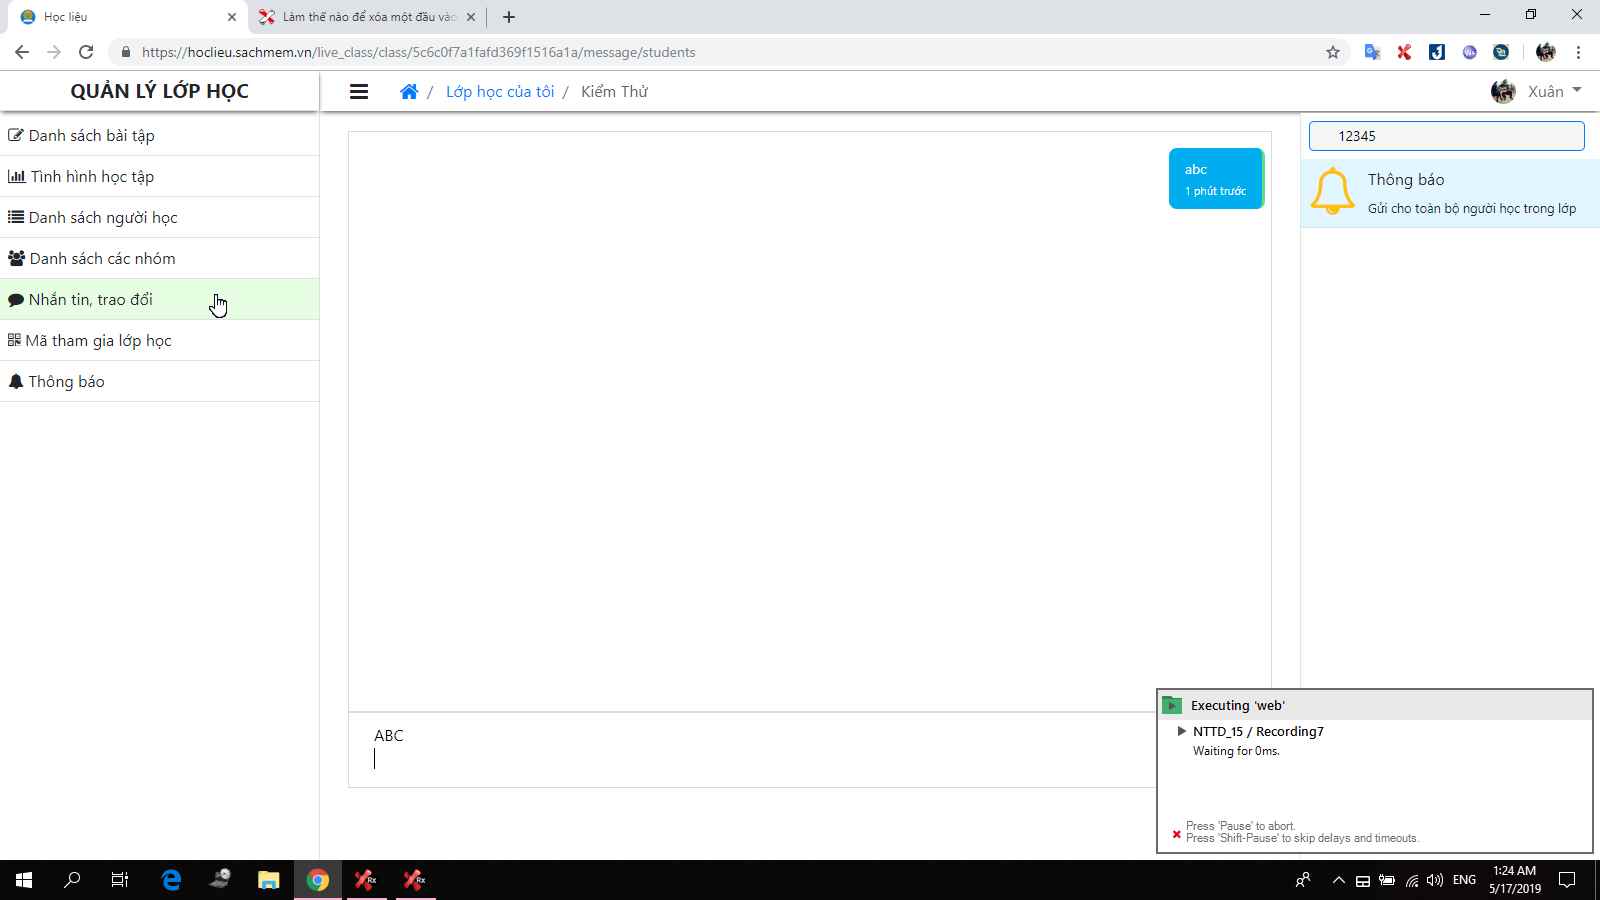 Học liệu
Làm thế nào để xóa một đầu vào
https://hoclieu.sachmem.vn/live_class/class/5c6c0f7a1fafd369f1516a1a/message/students
QUẢN LÝ LỚP HỌC
/ Lớp học của tôi / Kiểm Thử
Xuân
Danh sách bài tập
Tình hình học tập
Danh sách người học
Danh sách các nhóm
Nhắn tin, trao đổi
Mã tham gia lớp học
Thông báo
abc
1 phút trước
12345
Thông báo
Gửi cho toàn bộ người học trong lớp
ABC
Executing 'web'
NTTD_15 / Recording7
Waiting for 0ms.
Press 'Pause' to abort.
Press 'Shift-Pause' to skip delays and timeouts.
Rx
Rx
ENG
1:24 AM
5/17/2019